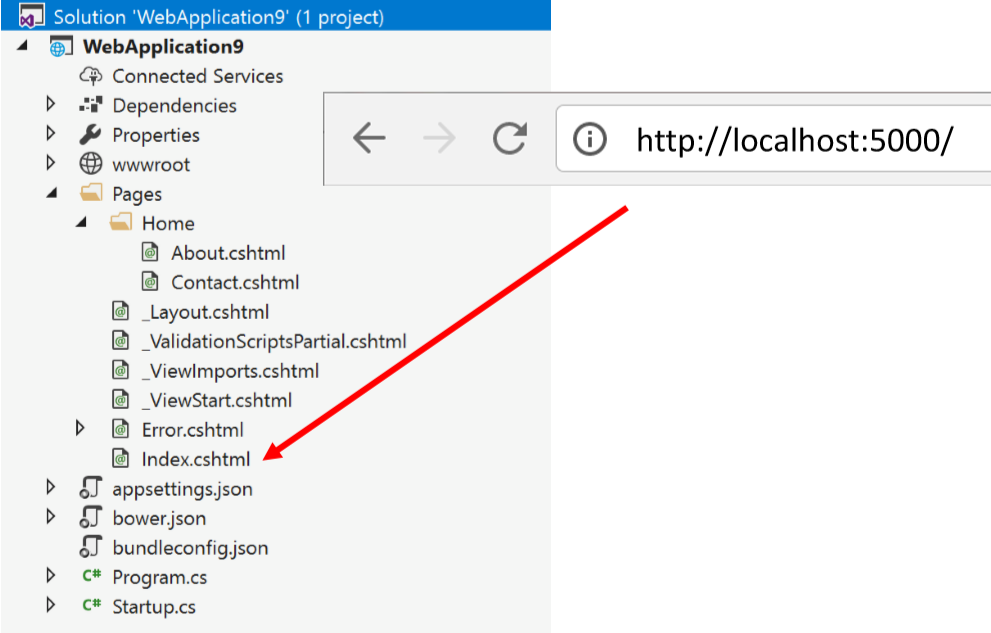 Solution 'WebApplication9' (1 project)
WebApplication9
Connected Services
Dependencies
Properties
wwwroot
http://localhost:5000/
Pages
Home
About.cshtml
Contact.cshtml
_Layout.cshtml
_ValidationScriptsPartial.cshtml
_ViewImports.cshtml
_ViewStart.cshtml
Error.cshtml
Index.cshtml
appsettings.json
bower.json
bundleconfig.json
C# Program.cs
C# Startup.cs